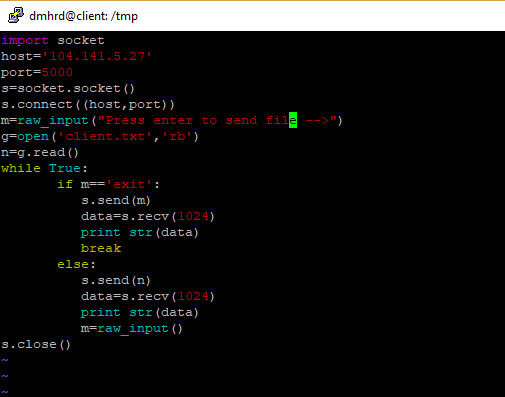 dmhrd@client: /tmp
import socket
host='104.141.5.27'
port=5000
s=socket.socket()
s.connect((host,port))
m=raw_input("Press enter to send file -->")
g=open('client.txt','rb')
n=g.read()
while True:
       if m=='exit':
          s.send(m)
          data=s.recv(1024)
          print str(data)
          break
       else:
          s.send(n)
          data=s.recv(1024)
          print str(data)
          m=raw_input()
s.close()
~
~
~